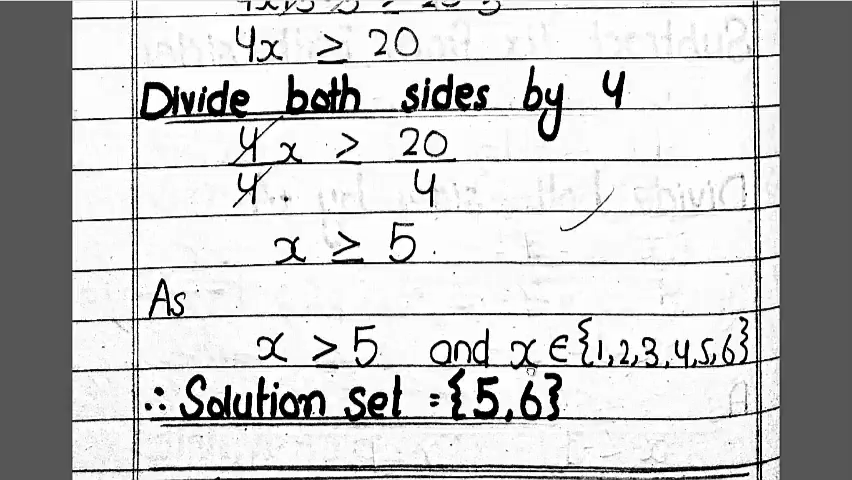 4x ≥ 20
Divide both sides by 4
4x ≥ 20
4 . 4
x ≥ 5.
As
x ≥ 5 and x ∈ {1,2,3,4,5,6}
∴ Solution set = {5,6}